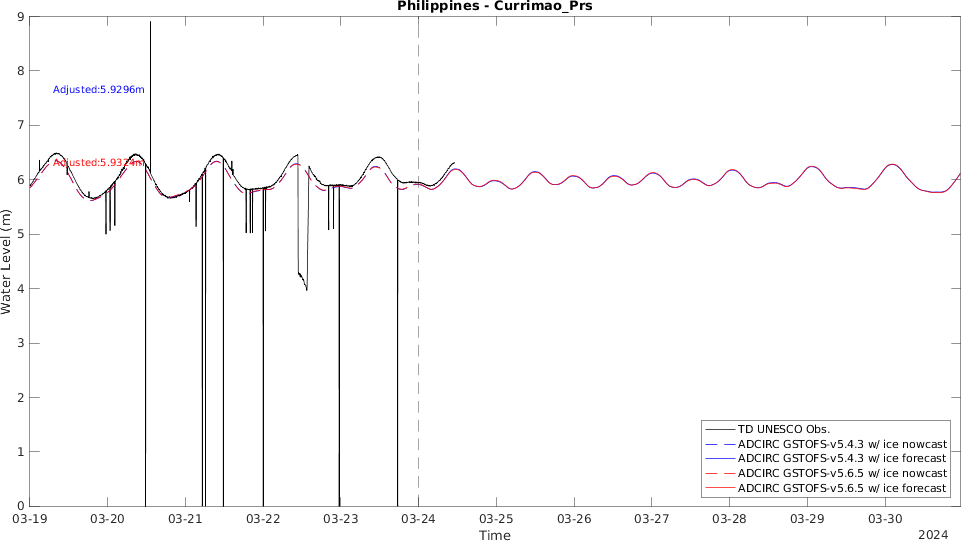 Philippines - Currimao_Prs
9
8
7
6
5
4
3
2
1
0
Water Level (m)
Adjusted:5.9296m
Adjusted:5.9324m
TD UNESCO Obs.
ADCIRC GSTOFS-v5.4.3 w/ ice nowcast
ADCIRC GSTOFS-v5.4.3 w/ ice forecast
ADCIRC GSTOFS-v5.6.5 w/ ice nowcast
ADCIRC GSTOFS-v5.6.5 w/ ice forecast
03-19 03-20 03-21 03-22 03-23 03-24 03-25 03-26 03-27 03-28 03-29 03-30
Time
2024